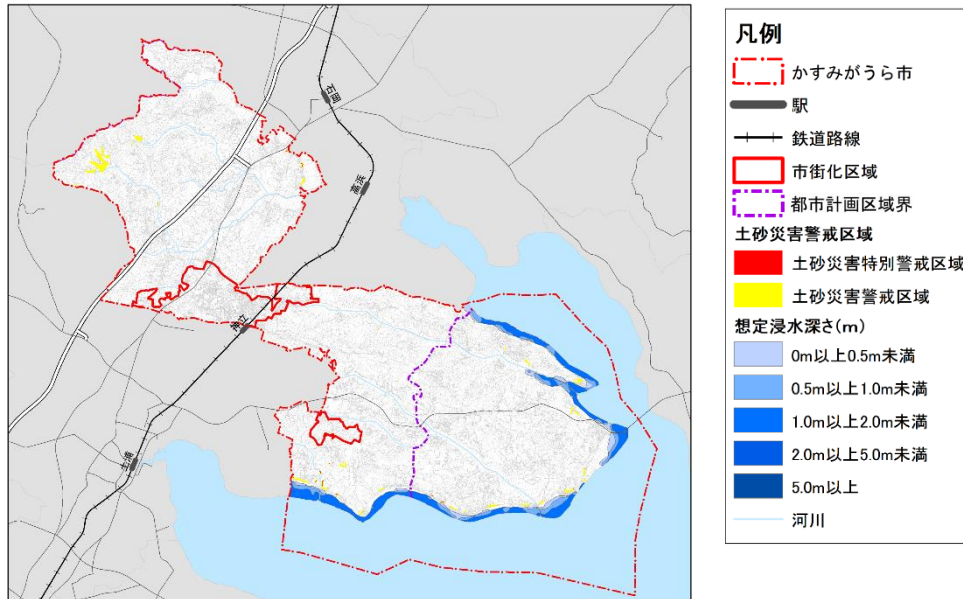 石岡
高浜
神立
土浦
凡例
かすみがうら市
駅
鉄道路線
市街化区域
都市計画区域界
土砂災害警戒区域
土砂災害特別警戒区域
土砂災害警戒区域
想定浸水深さ(m)
0m以上0.5m未満
0.5m以上1.0m未満
1.0m以上2.0m未満
2.0m以上5.0m未満
5.0m以上
河川